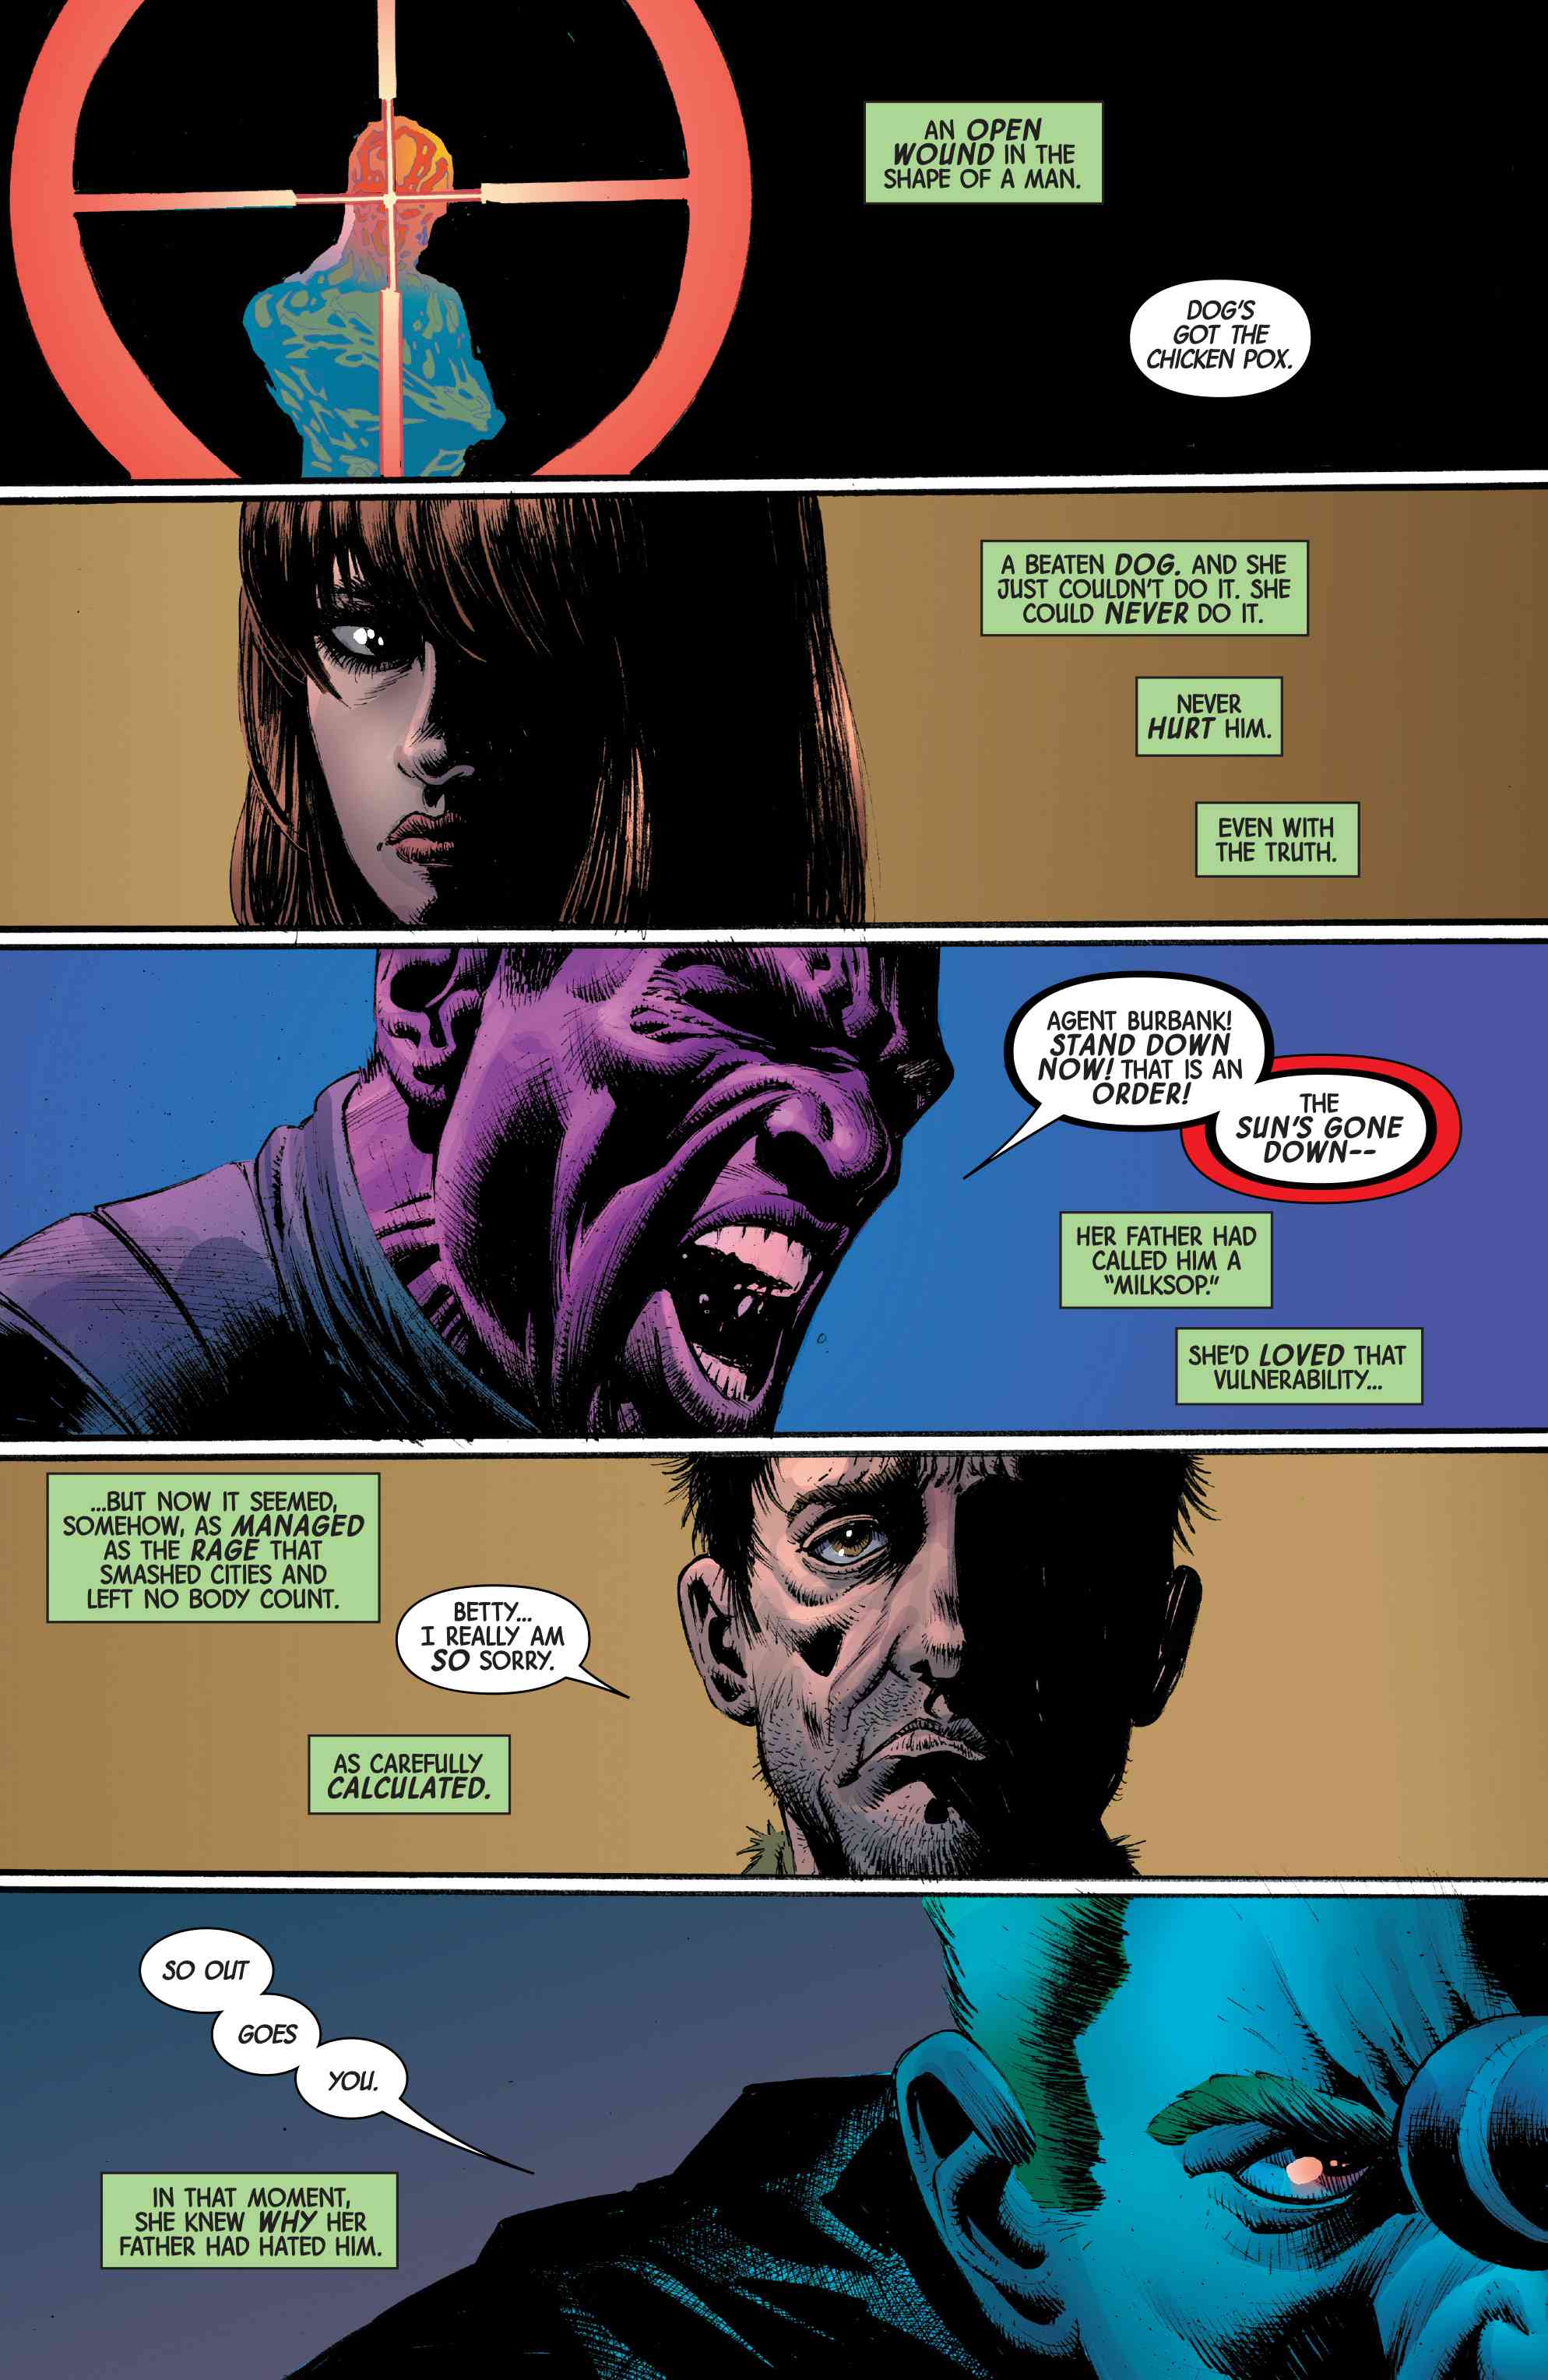 AN OPEN
WOUND IN THE
SHAPE OF A MAN.
DOG'S
GOT THE
CHICKEN POX.
A BEATEN DOG. AND SHE
JUST COULDN'T DO IT. SHE
COULD NEVER DO IT.
NEVER
HURT HIM.
EVEN WITH
THE TRUTH.
AGENT BURBANK!
STAND DOWN
NOW! THAT IS AN
ORDER!
THE
SUN'S GONE
DOWN--
HER FATHER HAD
CALLED HIM A
"MILKSOP."
SHE'D LOVED THAT
VULNERABILITY...
...BUT NOW IT SEEMED,
SOMEHOW, AS MANAGED
AS THE RAGE THAT
SMASHED CITIES AND
LEFT NO BODY COUNT.
BETTY...
I REALLY AM
SO SORRY.
AS CAREFULLY
CALCULATED.
SO OUT
GOES
YOU.
IN THAT MOMENT,
SHE KNEW WHY HER
FATHER HAD HATED HIM.